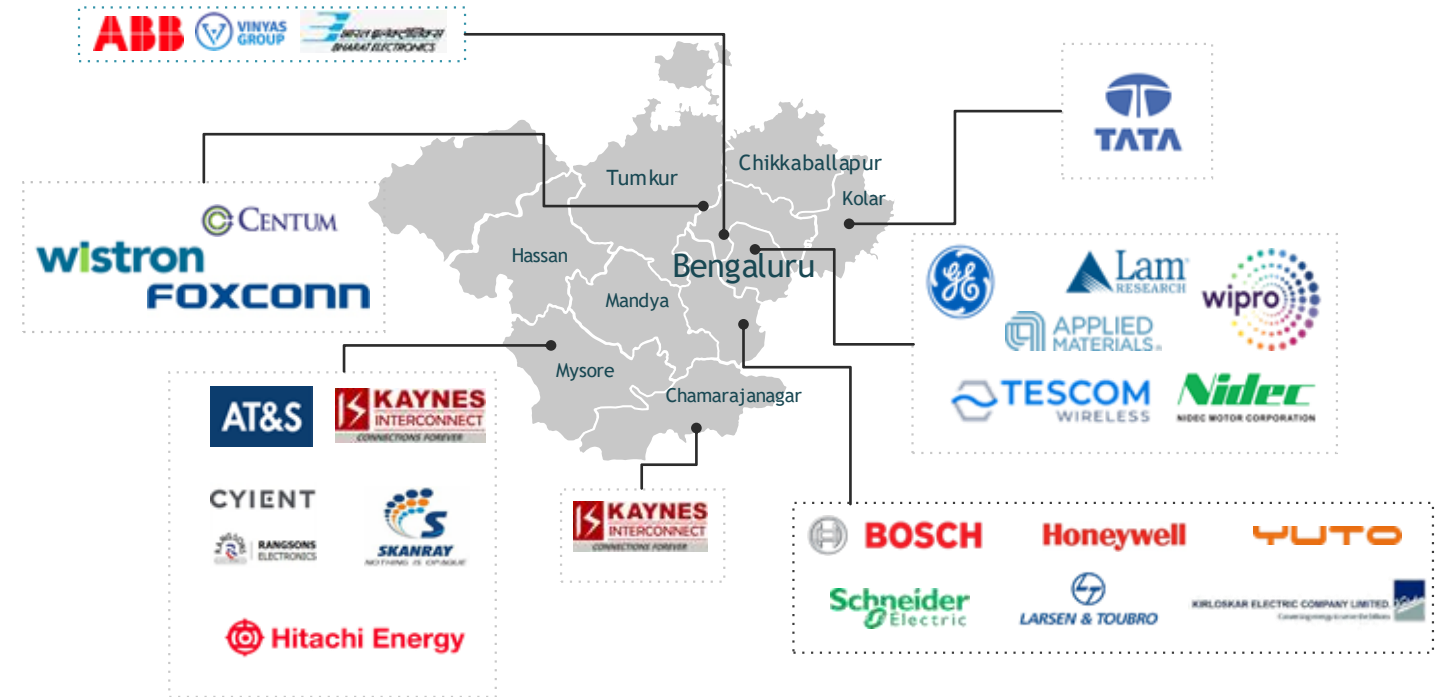 ABB
VINYAS
GROUP
भारत इलेक्ट्रॉनिक्स
BHARAT ELECTRONICS
TATA
Chikkaballapur
Tumkur
Kolar
CENTUM
wistron
FOXCONN
Hassan
Bengaluru
Mandya
GE
Lam
RESEARCH
wipro
APPLIED
MATERIALS®
Mysore
Chamarajanagar
TESCOM
WIRELESS
Nidec
NIDEC MOTOR CORPORATION
AT&S
KAYNES
INTERCONNECT
CONNECTIONS FOREVER
CYIENT
RANGSONS
ELECTRONICS
SKANRAY
NOTHING IS OPAQUE
Hitachi Energy
KAYNES
INTERCONNECT
CONNECTIONS FOREVER
BOSCH
Honeywell
YUTO
Schneider
Electric
LARSEN & TOUBRO
KIRLOSKAR ELECTRIC COMPANY LIMITED.